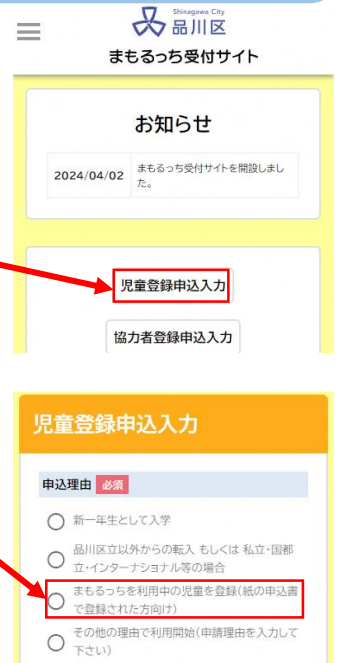 Shinagawa City
品川区
まもるっち受付サイト
お知らせ
2024/04/02
まもるっち受付サイトを開設しまし
た。
児童登録申込入力
協力者登録申込入力
児童登録申込入力
申込理由 必須
新一年生として入学
品川区立以外からの転入 もしくは 私立・国都
立・インターナショナル等の場合
まもるっちを利用中の児童を登録(紙の申込書
で登録された方向け)
その他の理由で利用開始(申請理由を入力して
下さい)